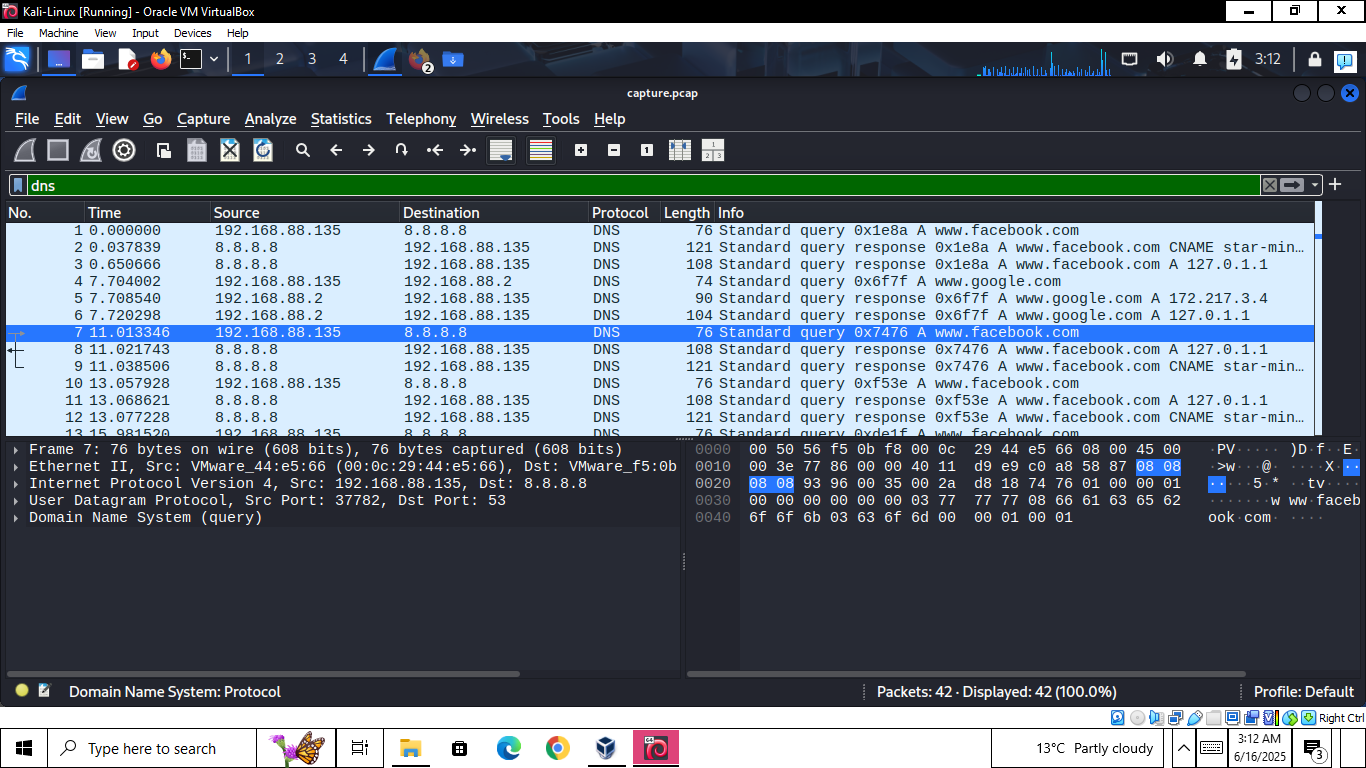 Kali-Linux [Running] - Oracle VM VirtualBox
File Machine View Input Devices Help
1 2 3 4 2 3:12
capture.pcap
File Edit View Go Capture Analyze Statistics Telephony Wireless Tools Help
dns
No. Time Source Destination Protocol Length Info
1 0.000000 192.168.88.135 8.8.8.8 DNS 76 Standard query 0x1e8a A www.facebook.com
2 0.037839 8.8.8.8 192.168.88.135 DNS 121 Standard query response 0x1e8a A www.facebook.com CNAME star-min…
3 0.650666 8.8.8.8 192.168.88.135 DNS 108 Standard query response 0x1e8a A www.facebook.com A 127.0.1.1
4 7.704002 192.168.88.135 192.168.88.2 DNS 74 Standard query 0x6f7f A www.google.com
5 7.708540 192.168.88.2 192.168.88.135 DNS 90 Standard query response 0x6f7f A www.google.com A 172.217.3.4
6 7.720298 192.168.88.2 192.168.88.135 DNS 104 Standard query response 0x6f7f A www.google.com A 127.0.1.1
7 11.013346 192.168.88.135 8.8.8.8 DNS 76 Standard query 0x7476 A www.facebook.com
8 11.021743 8.8.8.8 192.168.88.135 DNS 108 Standard query response 0x7476 A www.facebook.com A 127.0.1.1
9 11.038506 8.8.8.8 192.168.88.135 DNS 121 Standard query response 0x7476 A www.facebook.com CNAME star-min…
10 13.057928 192.168.88.135 8.8.8.8 DNS 76 Standard query 0xf53e A www.facebook.com
11 13.068621 8.8.8.8 192.168.88.135 DNS 108 Standard query response 0xf53e A www.facebook.com A 127.0.1.1
12 13.077228 8.8.8.8 192.168.88.135 DNS 121 Standard query response 0xf53e A www.facebook.com CNAME star-min…
13 15.981520 192.168.88.135 8.8.8.8 DNS 76 Standard query 0xde1f A www.facebook.com
Frame 7: 76 bytes on wire (608 bits), 76 bytes captured (608 bits)
Ethernet II, Src: VMware_44:e5:66 (00:0c:29:44:e5:66), Dst: VMware_f5:0b
Internet Protocol Version 4, Src: 192.168.88.135, Dst: 8.8.8.8
User Datagram Protocol, Src Port: 37782, Dst Port: 53
Domain Name System (query)
0000 00 50 56 f5 0b f8 00 0c 29 44 e5 66 08 00 45 00 ·PV·····)D·f··E·
0010 00 3e 77 86 00 00 40 11 d9 e9 c0 a8 58 87 08 08 ·>w···@·····X···
0020 08 08 93 96 00 35 00 2a d8 18 74 76 01 00 00 01 ·····5·*··tv····
0030 00 00 00 00 00 00 03 77 77 77 08 66 61 63 65 62 ·······w ww·faceb
0040 6f 6f 6b 03 63 6f 6d 00 00 01 00 01 ook·com· ····
Domain Name System: Protocol Packets: 42 · Displayed: 42 (100.0%) Profile: Default
Right Ctrl
Type here to search 13°C Partly cloudy 3:12 AM
6/16/2025 3